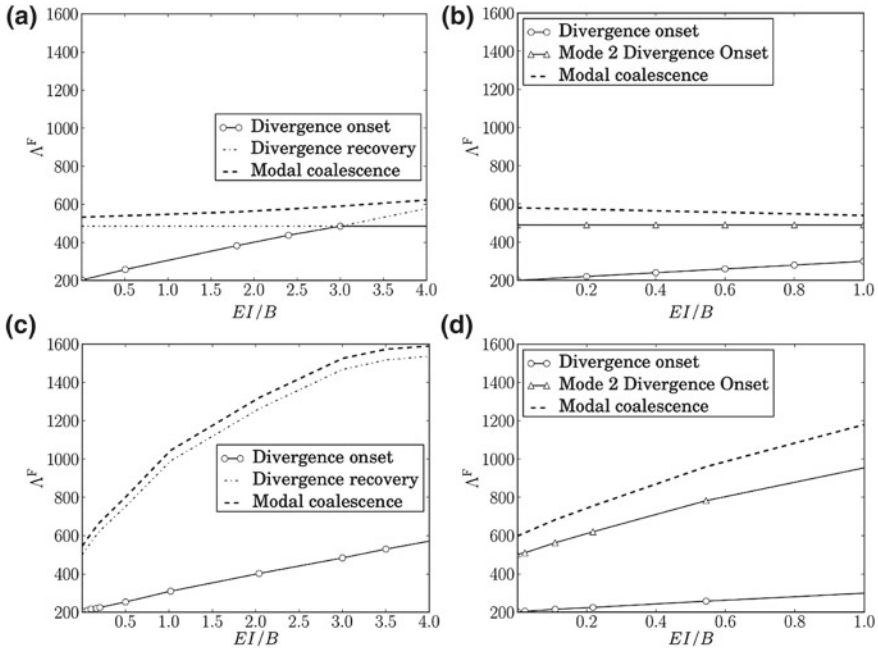 (a)
1600
1400
1200
1000
800
600
400
200
Λ^F
Divergence onset
Divergence recovery
Modal coalescence
0.5 1.0 1.5 2.0 2.5 3.0 3.5 4.0
EI/B
(b)
1600
1400
1200
1000
800
600
400
200
Λ^F
Divergence onset
Mode 2 Divergence Onset
Modal coalescence
0.2 0.4 0.6 0.8 1.0
EI/B
(c)
1600
1400
1200
1000
800
600
400
200
Λ^F
Divergence onset
Divergence recovery
Modal coalescence
0.5 1.0 1.5 2.0 2.5 3.0 3.5 4.0
EI/B
(d)
1600
1400
1200
1000
800
600
400
200
Λ^F
Divergence onset
Mode 2 Divergence Onset
Modal coalescence
0.2 0.4 0.6 0.8 1.0
EI/B